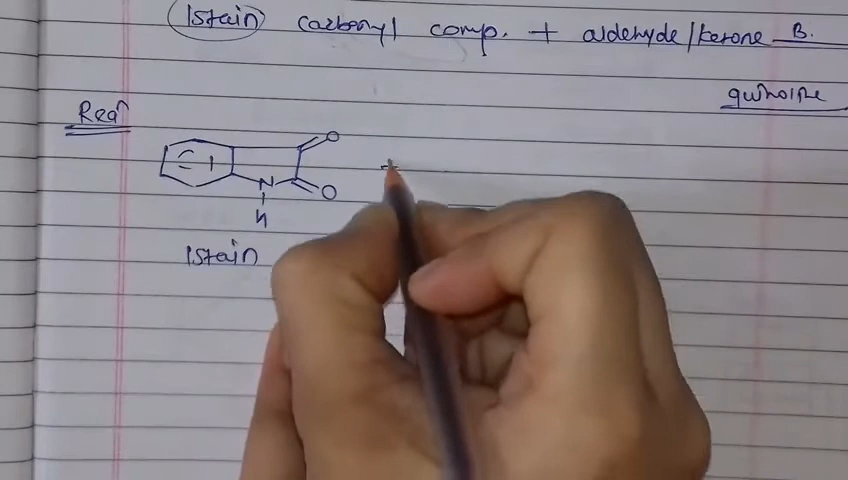 Istain carbonyl comp. + aldehyde/ketone B.
quinoline
Reaⁿ
O
N
O
H
Istain
+